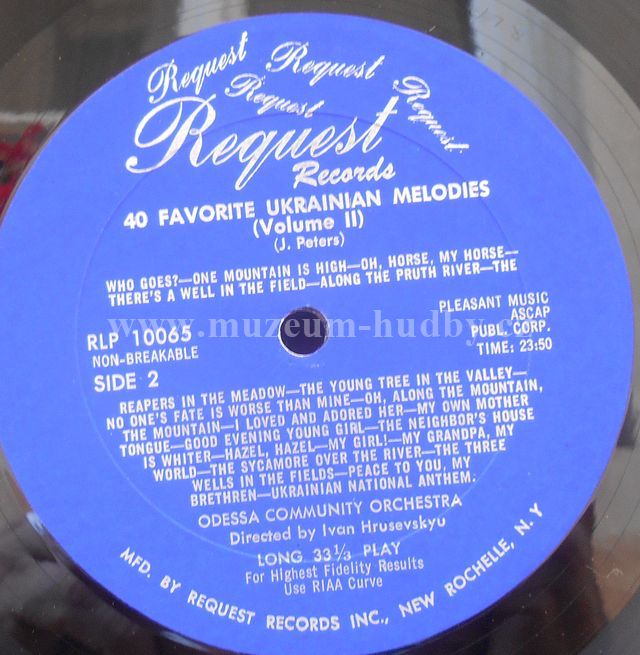 Request
Request
Request
Request
Request
Records
40 FAVORITE UKRAINIAN MELODIES
(Volume II)
(J. Peters)
WHO GOES?—ONE MOUNTAIN IS HIGH—OH, HORSE, MY HORSE—
THERE'S A WELL IN THE FIELD—ALONG THE PRUTH RIVER—THE
RLP 10065
NON-BREAKABLE
SIDE 2
PLEASANT MUSIC
ASCAP
PUBL. CORP.
TIME: 23:50
www.muzeum-hudby.c
REAPERS IN THE MEADOW—THE YOUNG TREE IN THE VALLEY—
NO ONE'S FATE IS WORSE THAN MINE—OH, ALONG THE MOUNTAIN,
THE MOUNTAIN—I LOVED AND ADORED HER—MY OWN MOTHER
TONGUE—GOOD EVENING YOUNG GIRL—THE NEIGHBOR'S HOUSE
IS WHITER—HAZEL, HAZEL—MY GIRL!—MY GRANDPA, MY
WORLD—THE SYCAMORE OVER THE RIVER—THE THREE
WELLS IN THE FIELDS—PEACE TO YOU, MY
BRETHREN—UKRAINIAN NATIONAL ANTHEM.
ODESSA COMMUNITY ORCHESTRA
Directed by Ivan Hrusevskyu
LONG 33⅓ PLAY
For Highest Fidelity Results
Use RIAA Curve
MFD. BY REQUEST RECORDS INC., NEW ROCHELLE, N. Y